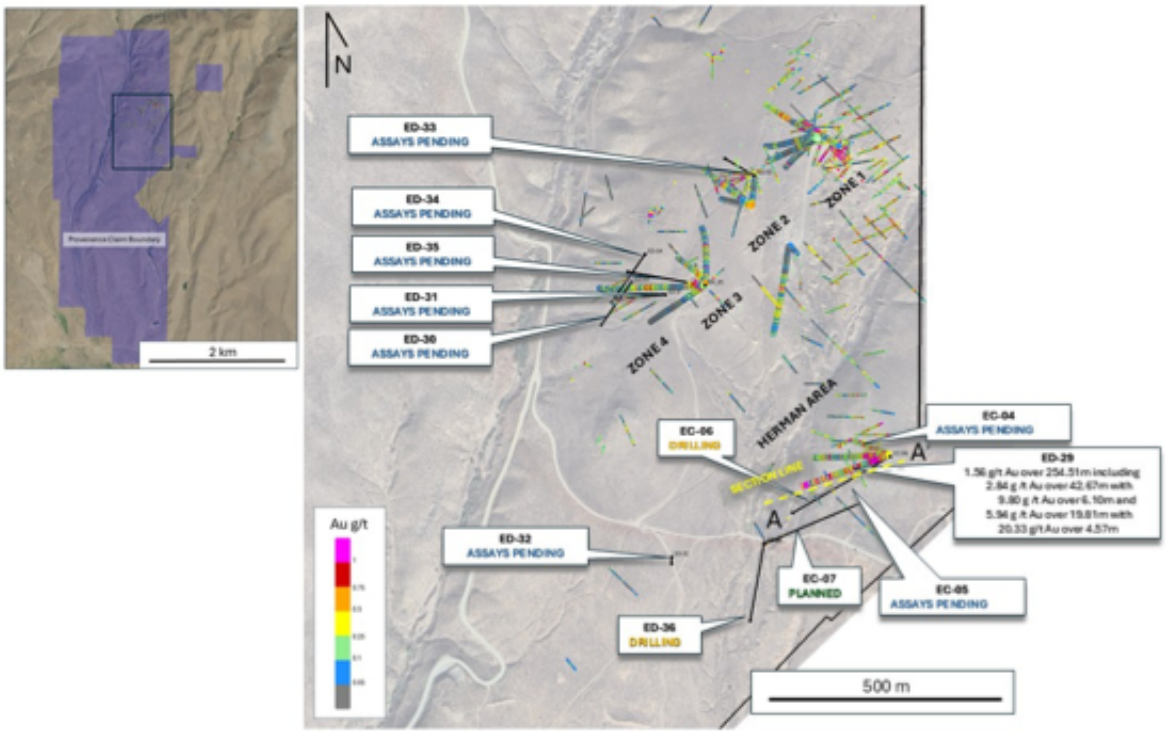 Provenance Claim Boundary
2 km
N
ED-33
ASSAYS PENDING
ED-34
ASSAYS PENDING
ED-35
ASSAYS PENDING
ED-31
ASSAYS PENDING
ED-30
ASSAYS PENDING
ZONE 1
ZONE 2
ZONE 3
ZONE 4
HERMAN AREA
EC-04
ASSAYS PENDING
EC-06
DRILLING
SECTION LINE
A
A
ED-29
1.56 g/t Au over 254.51m including
2.84 g/t Au over 42.67m with
9.80 g/t Au over 6.10m and
5.94 g/t Au over 19.81m with
20.33 g/t Au over 4.57m
Au g/t
1
0.75
0.5
0.25
0.1
0.05
ED-32
ASSAYS PENDING
EC-07
PLANNED
EC-05
ASSAYS PENDING
ED-36
DRILLING
500 m